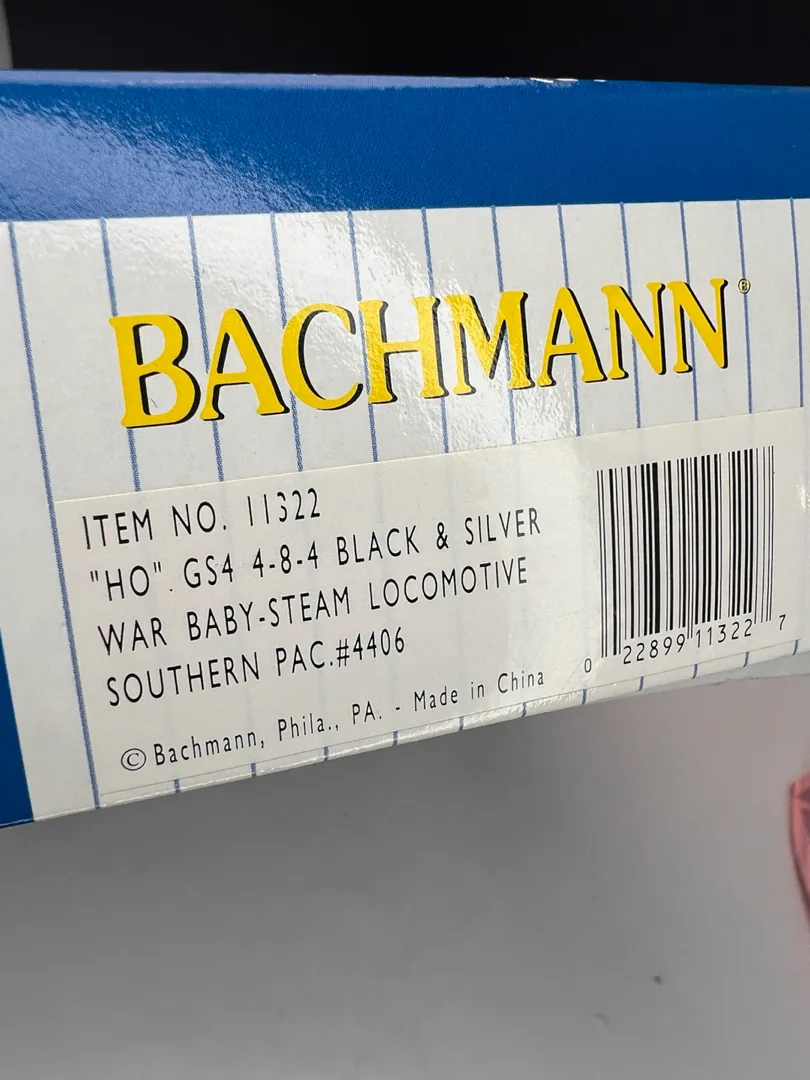 BACHMANN®
ITEM NO. 11322
"HO". GS4 4-8-4 BLACK & SILVER
WAR BABY-STEAM LOCOMOTIVE
SOUTHERN PAC.#4406
© Bachmann, Phila., PA. - Made in China
0 22899 11322 7